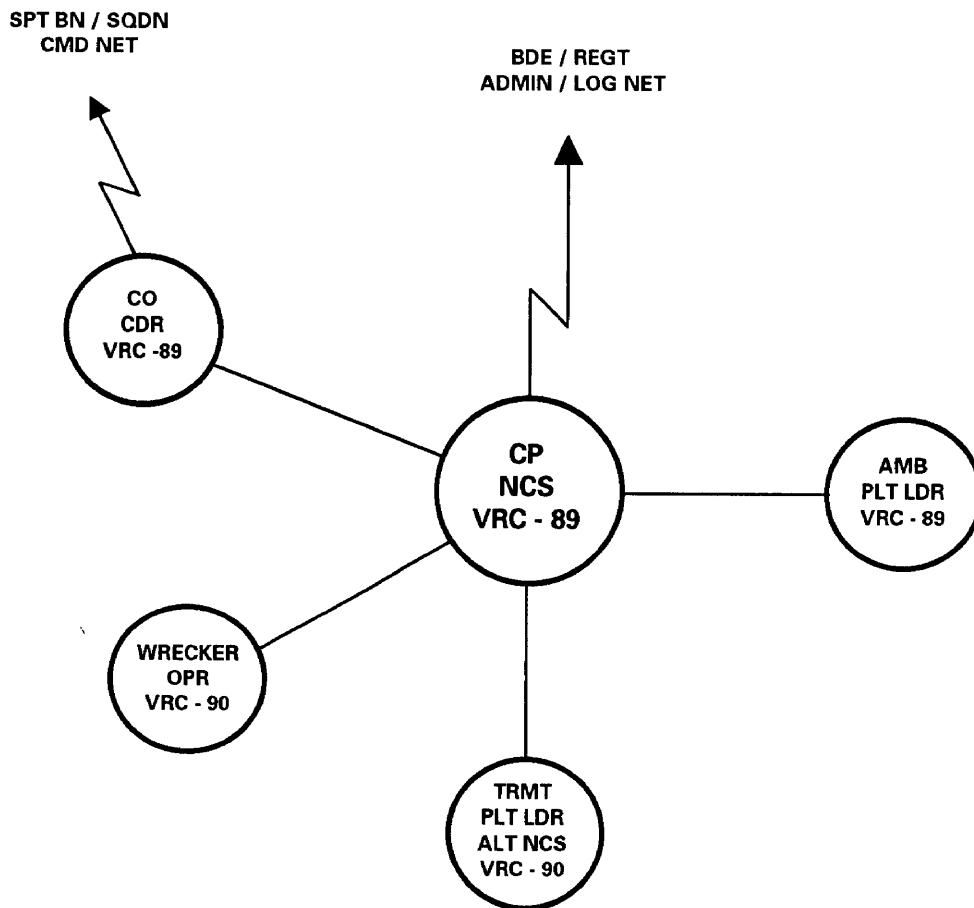 SPT BN / SQDN
CMD NET
BDE / REGT
ADMIN / LOG NET
CO
CDR
VRC -89
CP
NCS
VRC - 89
AMB
PLT LDR
VRC - 89
WRECKER
OPR
VRC - 90
TRMT
PLT LDR
ALT NCS
VRC - 90